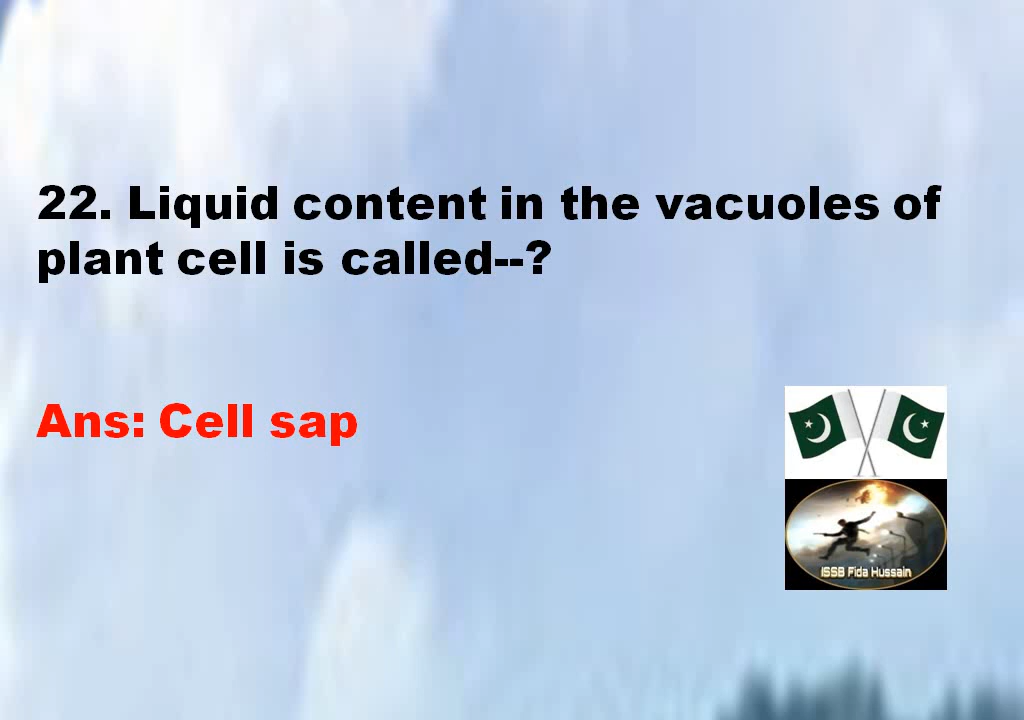 22. Liquid content in the vacuoles of
plant cell is called--?
Ans: Cell sap
ISSB Fida Hussain